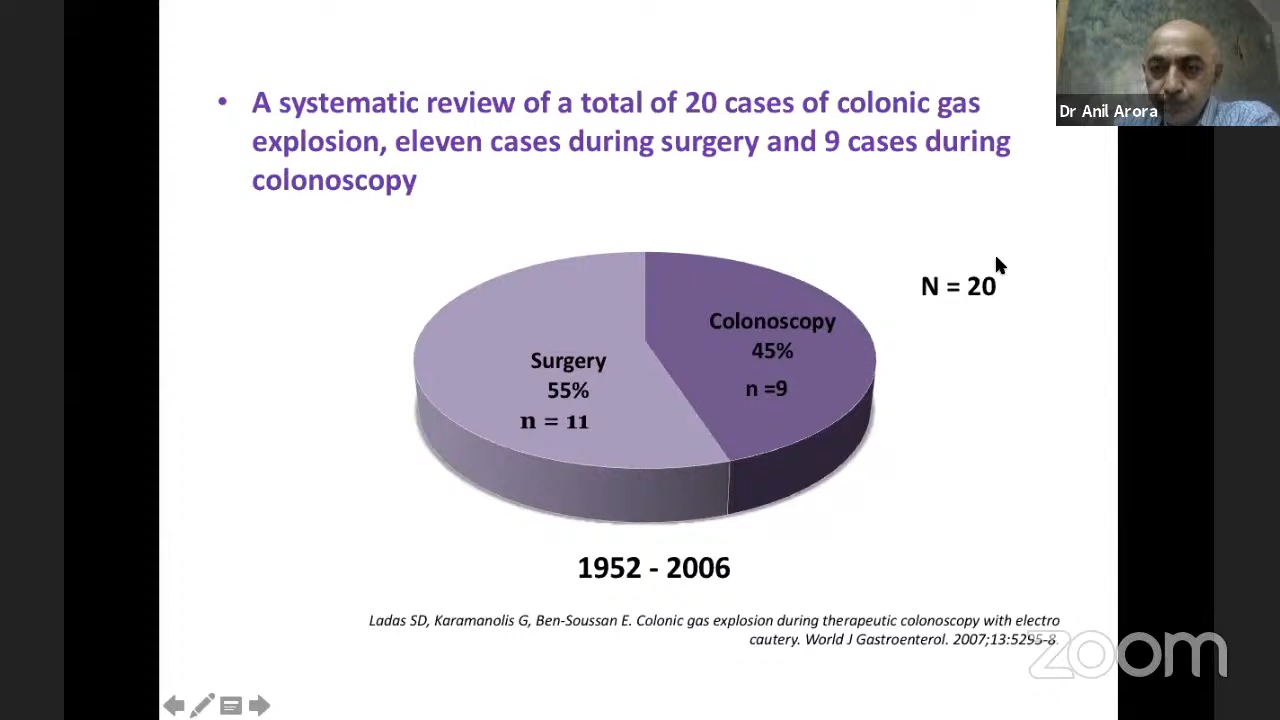 Dr Anil Arora
• A systematic review of a total of 20 cases of colonic gas
explosion, eleven cases during surgery and 9 cases during
colonoscopy
N = 20
Colonoscopy
45%
n =9
Surgery
55%
n = 11
1952 - 2006
Ladas SD, Karamanolis G, Ben-Soussan E. Colonic gas explosion during therapeutic colonoscopy with electro
cautery. World J Gastroenterol. 2007;13:5295-8.
zoom